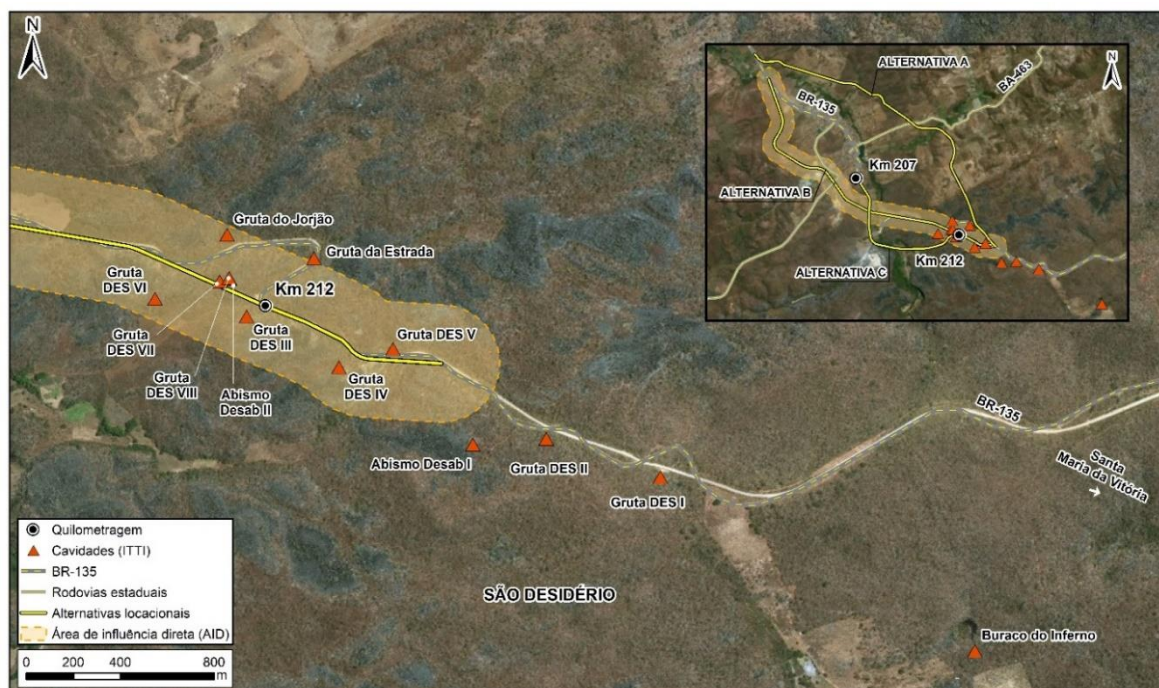 N
Gruta do Jorjão
Gruta da Estrada
Gruta
DES VI
Km 212
Gruta
DES VII
Gruta
DES VIII
Abismo
Desab II
Gruta
DES III
Gruta DES V
Gruta
DES IV
Abismo Desab I
Gruta DES II
Gruta DES I
BR-135
Santa
Maria da Vitória
SÃO DESIDÉRIO
Buraco do Inferno
ALTERNATIVA A
N
BR-135
BA-463
Km 207
ALTERNATIVA B
ALTERNATIVA C
Km 212
Quilometragem
Cavidades (ITTI)
BR-135
Rodovias estaduais
Alternativas locacionais
Área de influência direta (AID)
0 200 400 800
m